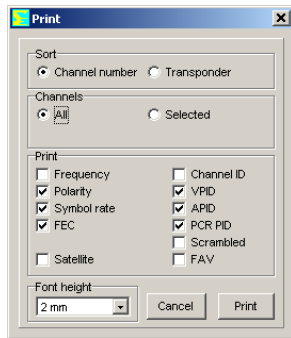 Print
Sort
Channel number Transponder
Channels
All Selected
Print
Frequency Channel ID
Polarity VPID
Symbol rate APID
FEC PCR PID
Scrambled
Satellite FAV
Font height
2 mm Cancel Print